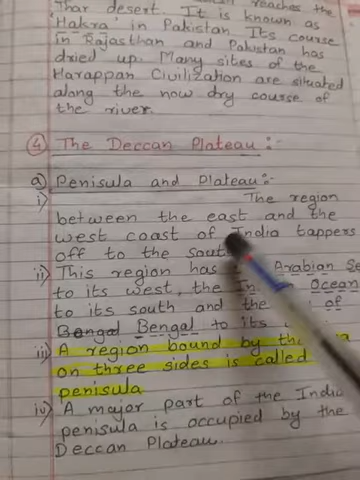 Thar desert. It is known as
'Hakra' in Pakistan. Its course
in Rajasthan and Pakistan has
dried up. Many sites of the
Harappan Civilization are situated
along the now dry course of
the river.
④ The Deccan Plateau:-
a) Penisula and Plateau:-
i) The region
between the east and the
west coast of India tappers
off to the
ii) This region has Arabian
to its west, the Ocean
to its south and the of
Bengal Bengal to its
iii) A region bound by
on three sides is called
penisula
iv) A major part of the India
penisula is occupied by the
Deccan Plateau.